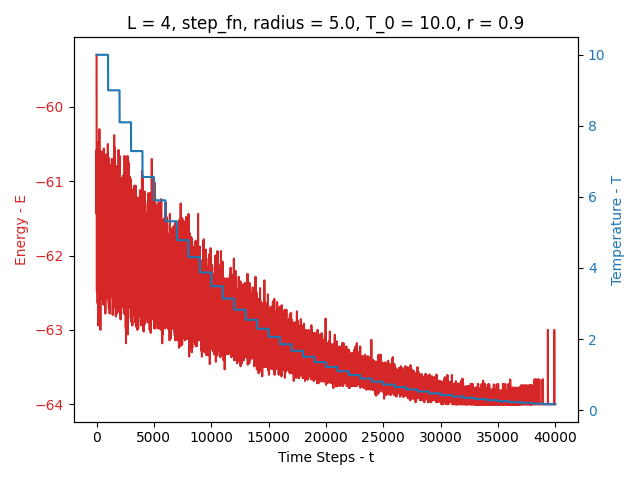 L = 4, step_fn, radius = 5.0, T_0 = 10.0, r = 0.9
−60
−61
−62
−63
−64
Energy - E
10
8
6
4
2
0
Temperature - T
0 5000 10000 15000 20000 25000 30000 35000 40000
Time Steps - t